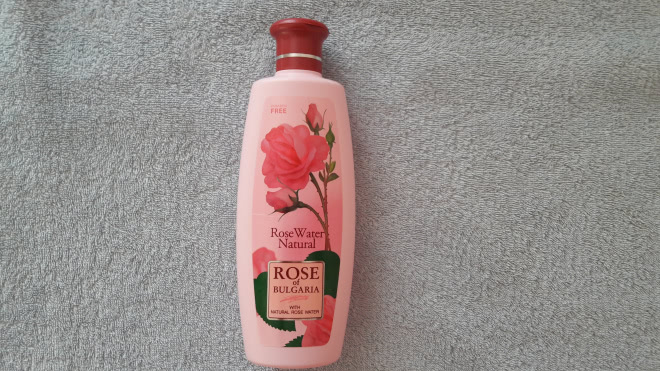 FREE
Rose Water
Natural
ROSE
of
BULGARIA
WITH
NATURAL ROSE WATER